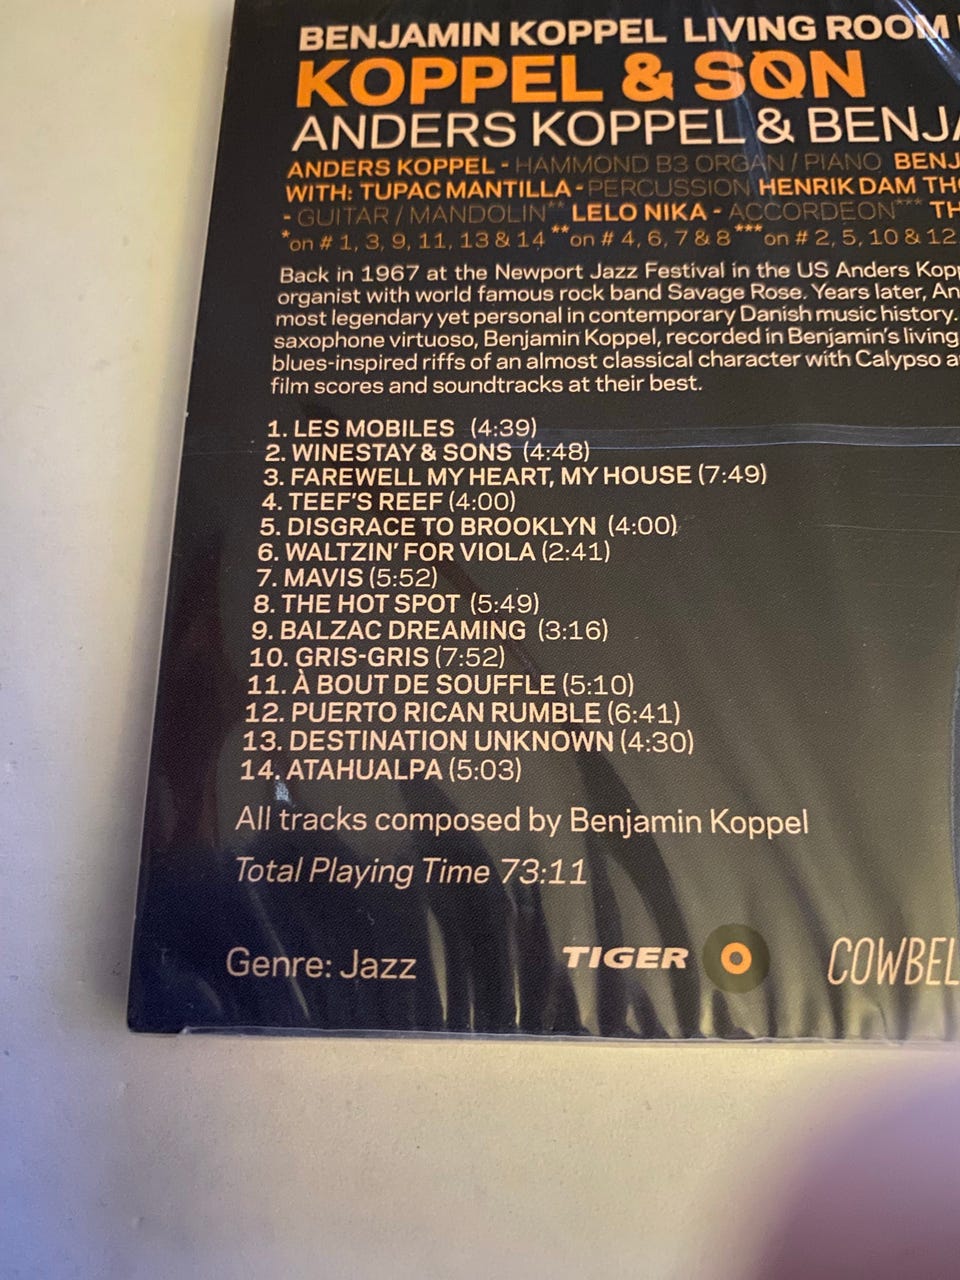 BENJAMIN KOPPEL LIVING ROOM
KOPPEL & SØN
ANDERS KOPPEL & BENJA
ANDERS KOPPEL - HAMMOND B3 ORGAN / PIANO BENJ
WITH: TUPAC MANTILLA - PERCUSSION HENRIK DAM THO
- GUITAR / MANDOLIN** LELO NIKA - ACCORDEON*** TH
*on # 1, 3, 9, 11, 13 & 14 **on # 4, 6, 7 & 8 ***on # 2, 5, 10 & 12
Back in 1967 at the Newport Jazz Festival in the US Anders Kopp
organist with world famous rock band Savage Rose. Years later, An
most legendary yet personal in contemporary Danish music history.
saxophone virtuoso, Benjamin Koppel, recorded in Benjamin's living
blues-inspired riffs of an almost classical character with Calypso a
film scores and soundtracks at their best.
1. LES MOBILES (4:39)
2. WINESTAY & SONS (4:48)
3. FAREWELL MY HEART, MY HOUSE (7:49)
4. TEEF'S REEF (4:00)
5. DISGRACE TO BROOKLYN (4:00)
6. WALTZIN' FOR VIOLA (2:41)
7. MAVIS (5:52)
8. THE HOT SPOT (5:49)
9. BALZAC DREAMING (3:16)
10. GRIS-GRIS (7:52)
11. À BOUT DE SOUFFLE (5:10)
12. PUERTO RICAN RUMBLE (6:41)
13. DESTINATION UNKNOWN (4:30)
14. ATAHUALPA (5:03)
All tracks composed by Benjamin Koppel
Total Playing Time 73:11
Genre: Jazz TIGER COWBEL